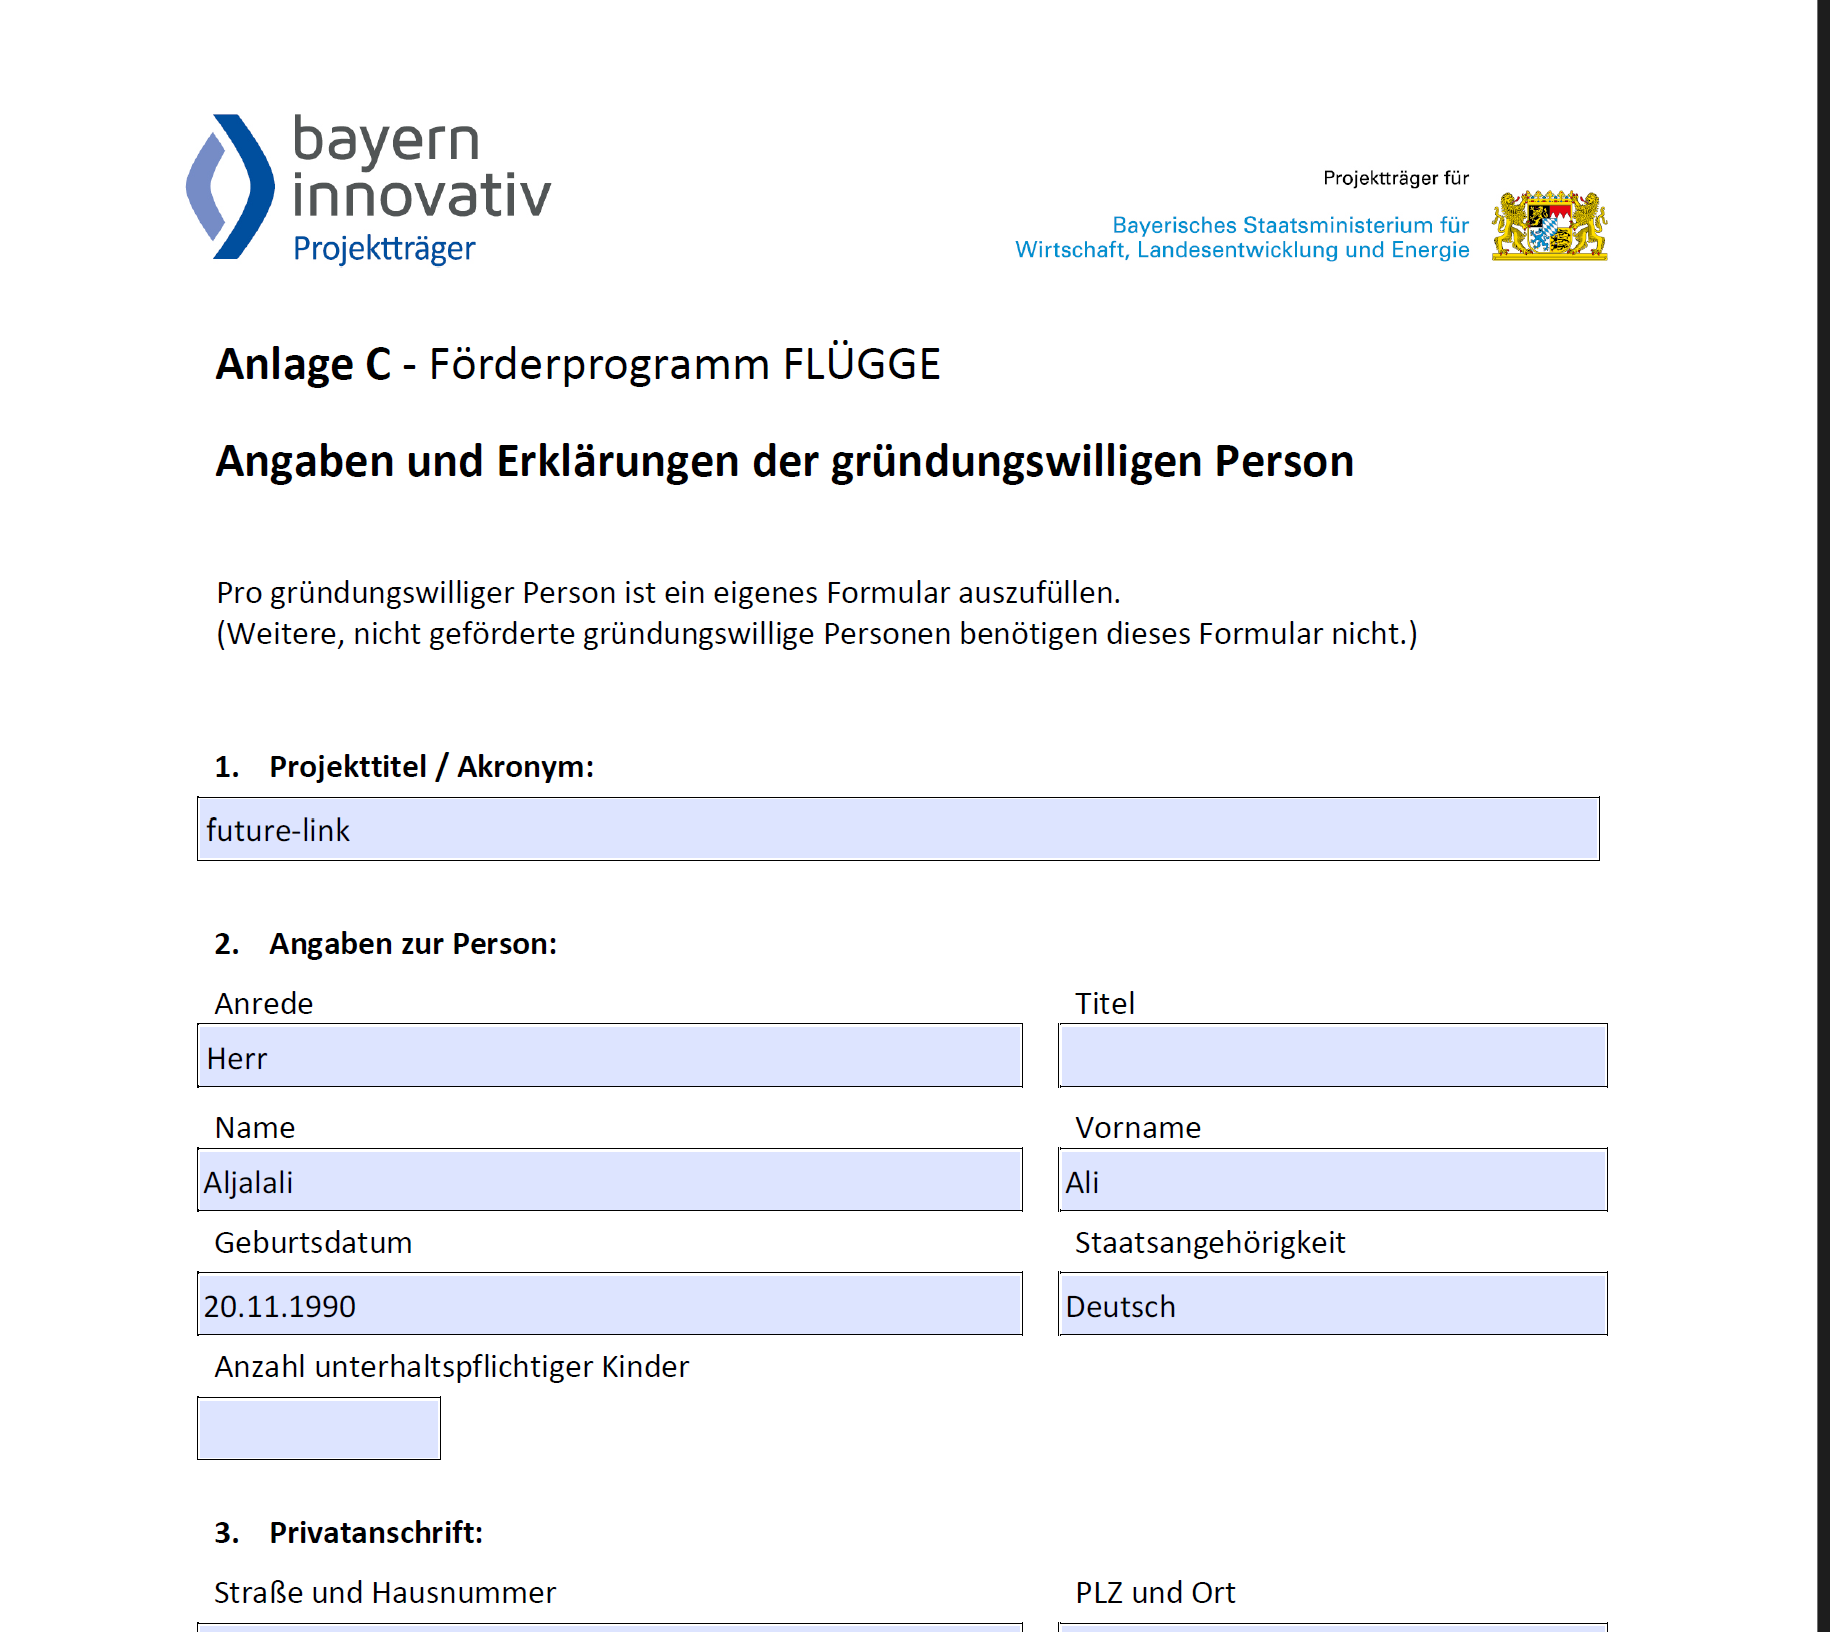 bayern
innovativ
Projektträger
Projektträger für
Bayerisches Staatsministerium für
Wirtschaft, Landesentwicklung und Energie
Anlage C - Förderprogramm FLÜGGE
Angaben und Erklärungen der gründungswilligen Person
Pro gründungswilliger Person ist ein eigenes Formular auszufüllen.
(Weitere, nicht geförderte gründungswillige Personen benötigen dieses Formular nicht.)
1. Projekttitel / Akronym:
future-link
2. Angaben zur Person:
Anrede Titel
Herr
Name Vorname
Aljalali Ali
Geburtsdatum Staatsangehörigkeit
20.11.1990 Deutsch
Anzahl unterhaltspflichtiger Kinder
3. Privatanschrift:
Straße und Hausnummer PLZ und Ort